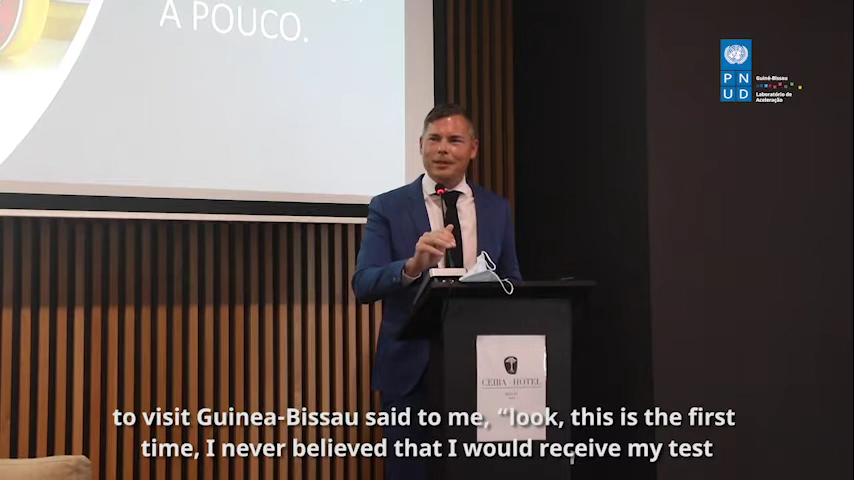 A POUCO.
PN
UD
Guiné-Bissau
Laboratório de
Aceleração
CEIBA HOTEL
to visit Guinea-Bissau said to me, “look, this is the first
time, I never believed that I would receive my test